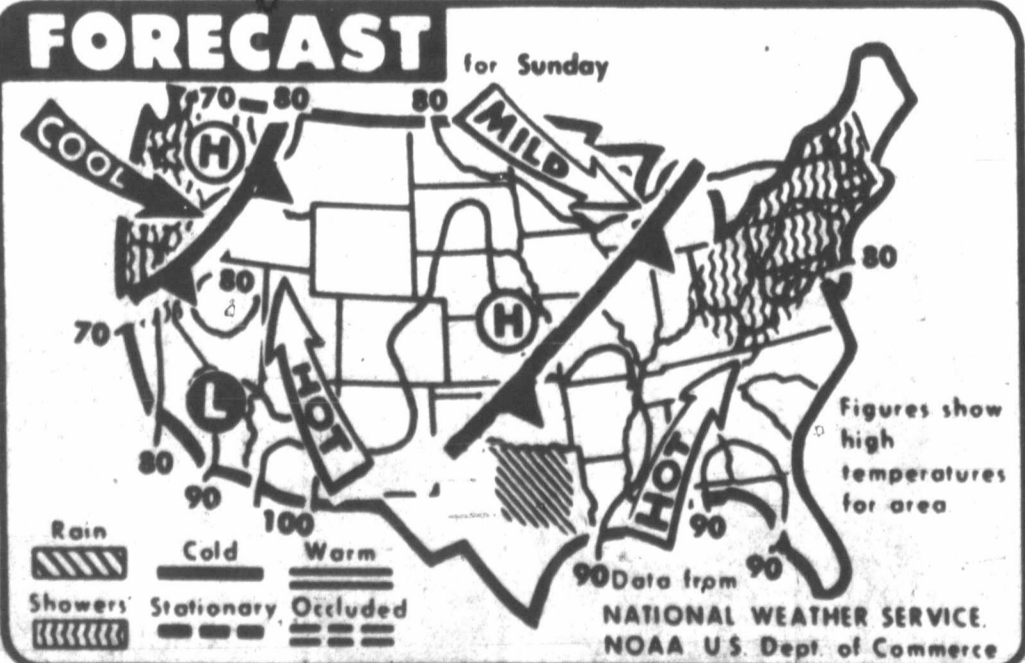 FORECAST
for Sunday
70 80 80
COOL
H
MILD
80
80
H
70
HOT
L
HOT
Figures show
high
temperatures
for area
80
90
100
90
90
90
Rain
Cold
Warm
Showers
Stationary
Occluded
Data from
NATIONAL WEATHER SERVICE.
NOAA U.S. Dept. of Commerce